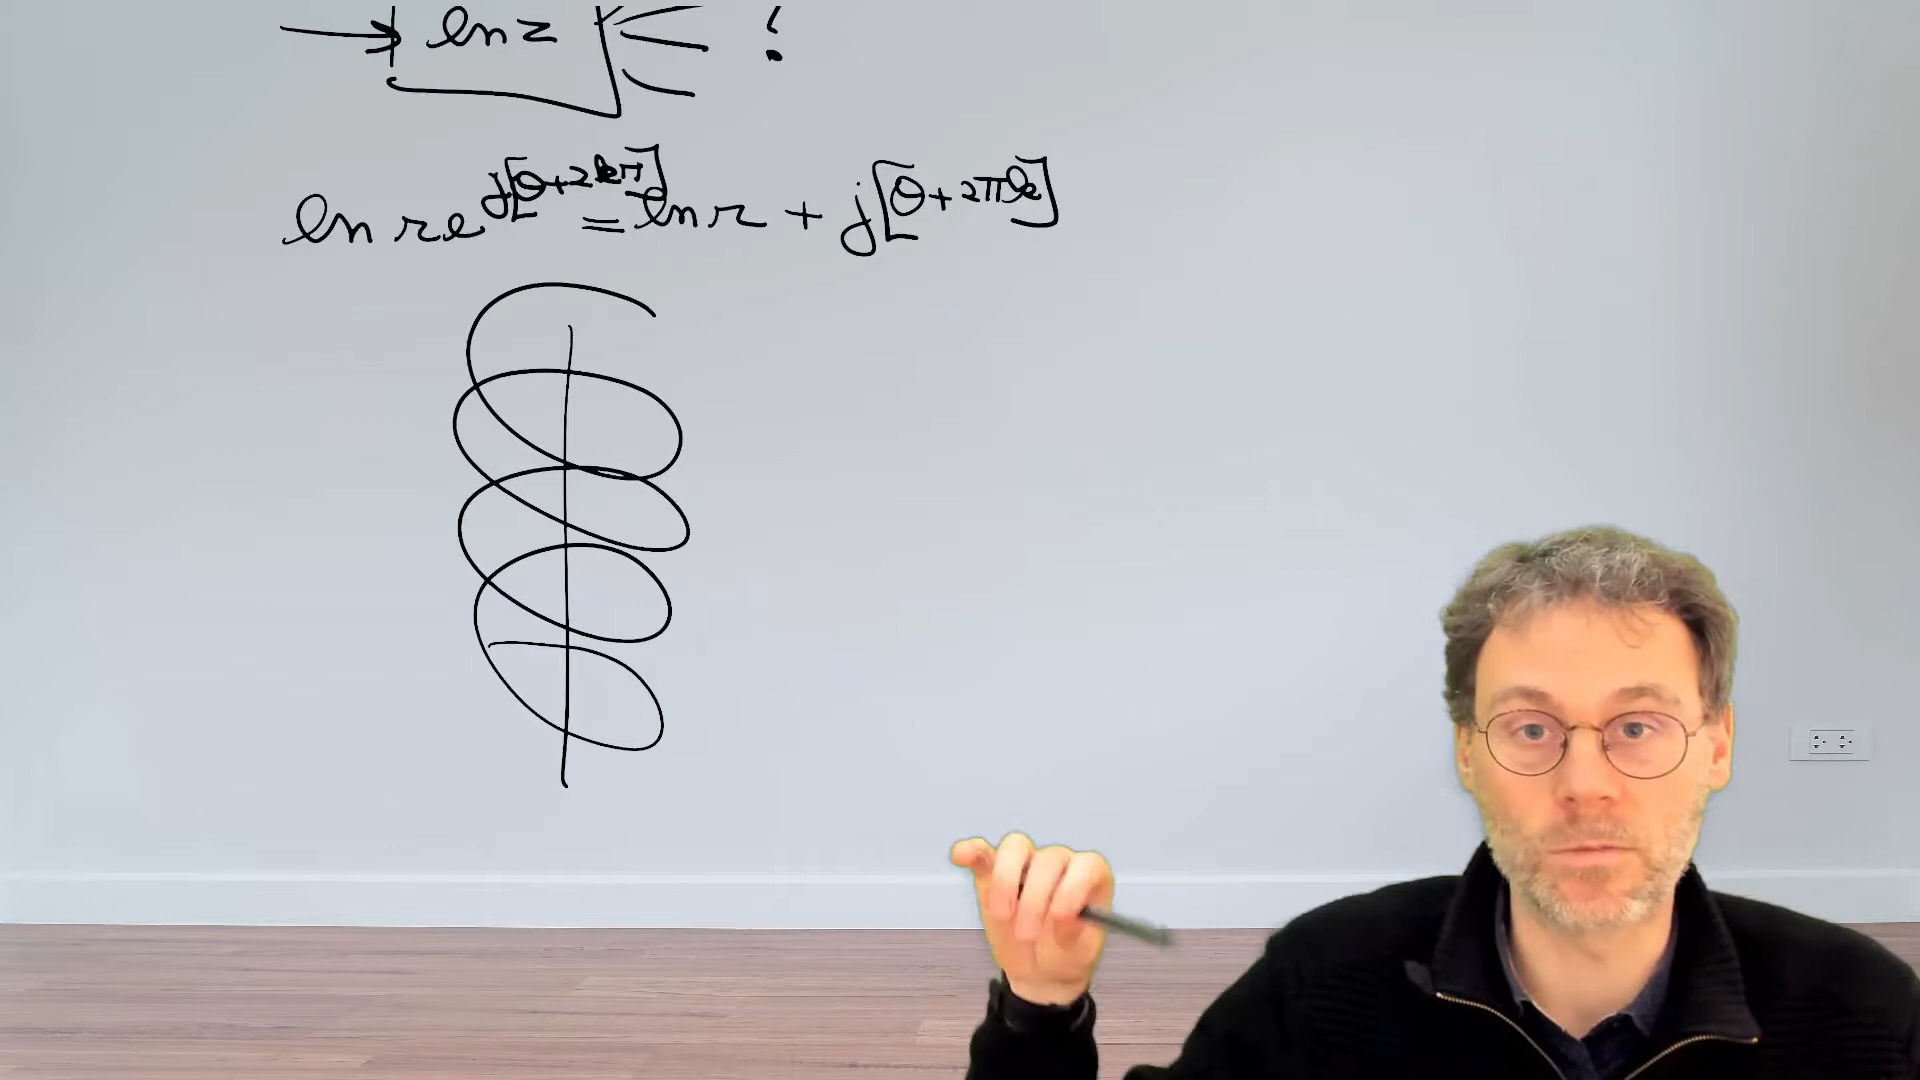 ln z !
ln re^{j[θ+2kπ]} = ln r + j[θ+2πk]